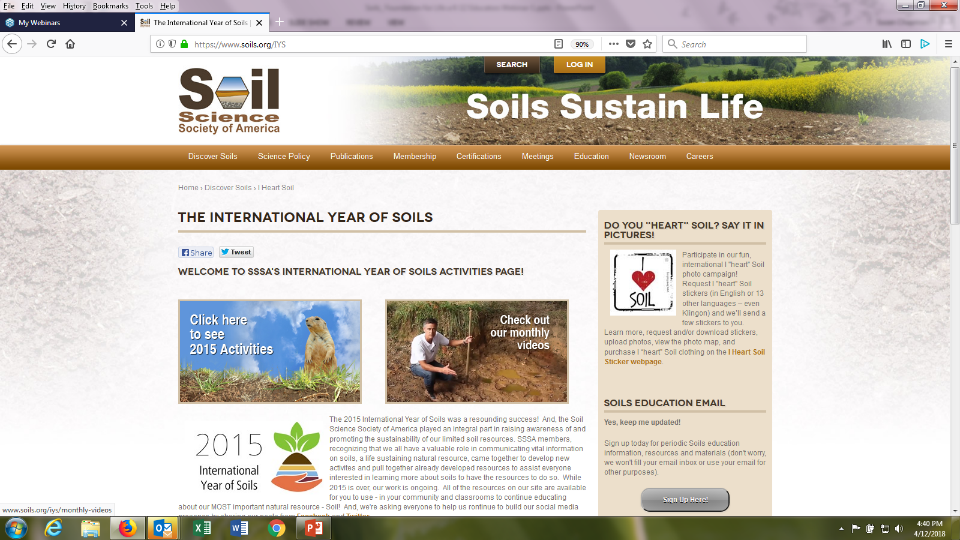 File Edit View History Bookmarks Tools Help
My Webinars
The International Year of Soils
https://www.soils.org/IYS
90%
Search
SEARCH
LOG IN
Soil
Science
Society of America
Soils Sustain Life
Discover Soils Science Policy Publications Membership Certifications Meetings Education Newsroom Careers
Home › Discover Soils › I Heart Soil
THE INTERNATIONAL YEAR OF SOILS
Share
Tweet
WELCOME TO SSSA'S INTERNATIONAL YEAR OF SOILS ACTIVITIES PAGE!
Click here
to see
2015 Activities
Check out
our monthly
videos
2015
International
Year of Soils
The 2015 International Year of Soils was a resounding success! And, the Soil
Science Society of America played an integral part in raising awareness of and
promoting the sustainability of our limited soil resources. SSSA members,
recognizing that we all have a valuable role in communicating vital information
on soils, a life sustaining natural resource, came together to develop new
activites and pull together already developed resources to assist everyone
interested in learning more about soils to have the resources to do so. While
2015 is over, our work is ongoing. All of the resources on our site are available
for you to use - in your community and classrooms to continue educating
about our MOST important natural resource - Soil! And, we're asking everyone to help us continue to build our social media
DO YOU "HEART" SOIL? SAY IT IN
PICTURES!
I
SOIL
Participate in our fun,
international I "heart" Soil
photo campaign!
Request I "heart" Soil
stickers (in English or 13
other languages – even
Klingon) and we'll send a
few stickers to you.
Learn more, request and/or download stickers,
upload photos, view the photo map, and
purchase I "heart" Soil clothing on the I Heart Soil
Sticker webpage.
SOILS EDUCATION EMAIL
Yes, keep me updated!
Sign up today for periodic Soils education
information, resources and materials (don't worry,
we won't fill your email inbox or use your email for
other purposes).
Sign Up Here!
www.soils.org/iys/monthly-videos
4:40 PM
4/12/2018